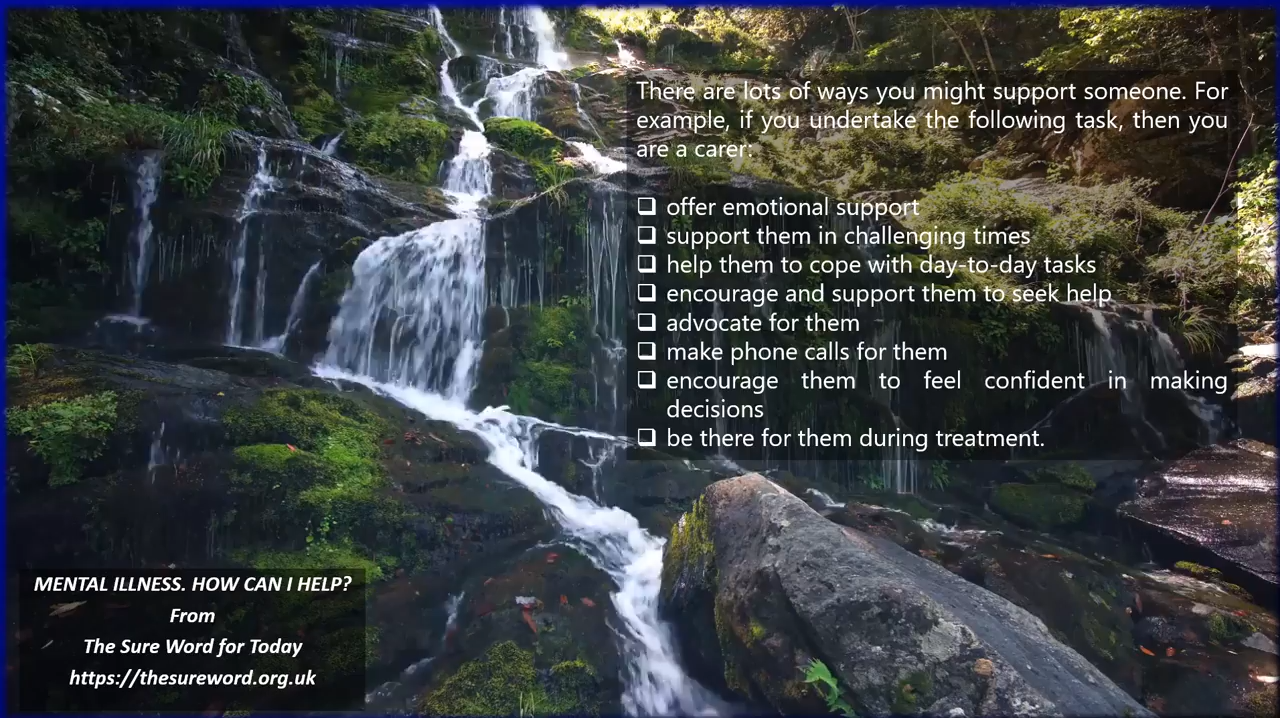 There are lots of ways you might support someone. For
example, if you undertake the following task, then you
are a carer:
❑ offer emotional support
❑ support them in challenging times
❑ help them to cope with day-to-day tasks
❑ encourage and support them to seek help
❑ advocate for them
❑ make phone calls for them
❑ encourage them to feel confident in making
decisions
❑ be there for them during treatment.
MENTAL ILLNESS. HOW CAN I HELP?
From
The Sure Word for Today
https://thesureword.org.uk